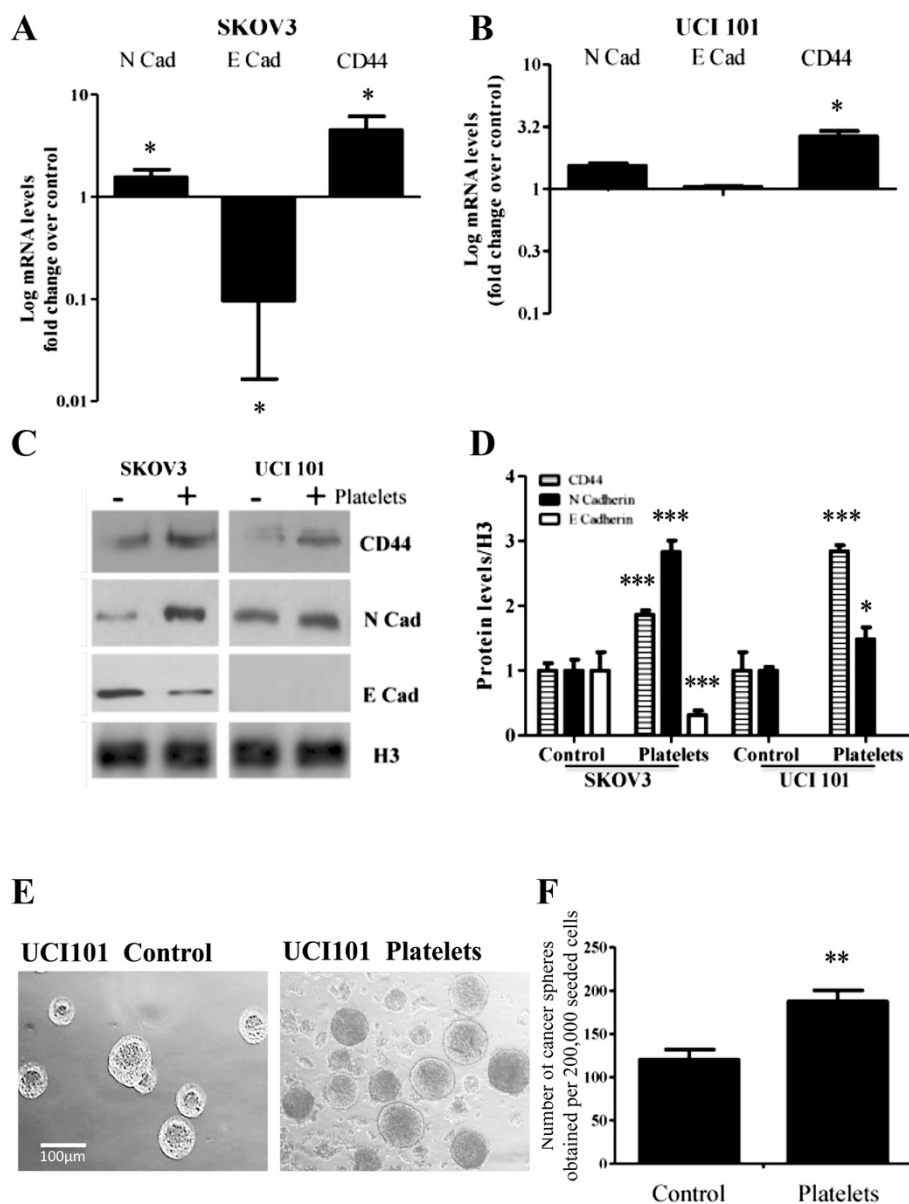 A
SKOV3
N Cad E Cad CD44
Log mRNA levels
fold change over control
10
1
0.1
0.01
*
*
*
B
UCI 101
N Cad E Cad CD44
Log mRNA levels
(fold change over control)
10
3.2
1
0.3
0.1
*
C
SKOV3 UCI 101
- + - + Platelets
CD44
N Cad
E Cad
H3
D
Protein levels/H3
4
3
2
1
0
CD44
N Cadherin
E Cadherin
***
***
***
***
*
Control Platelets Control Platelets
SKOV3 UCI 101
E
UCI101 Control
UCI101 Platelets
100µm
F
Number of cancer spheres
obtained per 200,000 seeded cells
250
200
150
100
50
0
**
Control Platelets